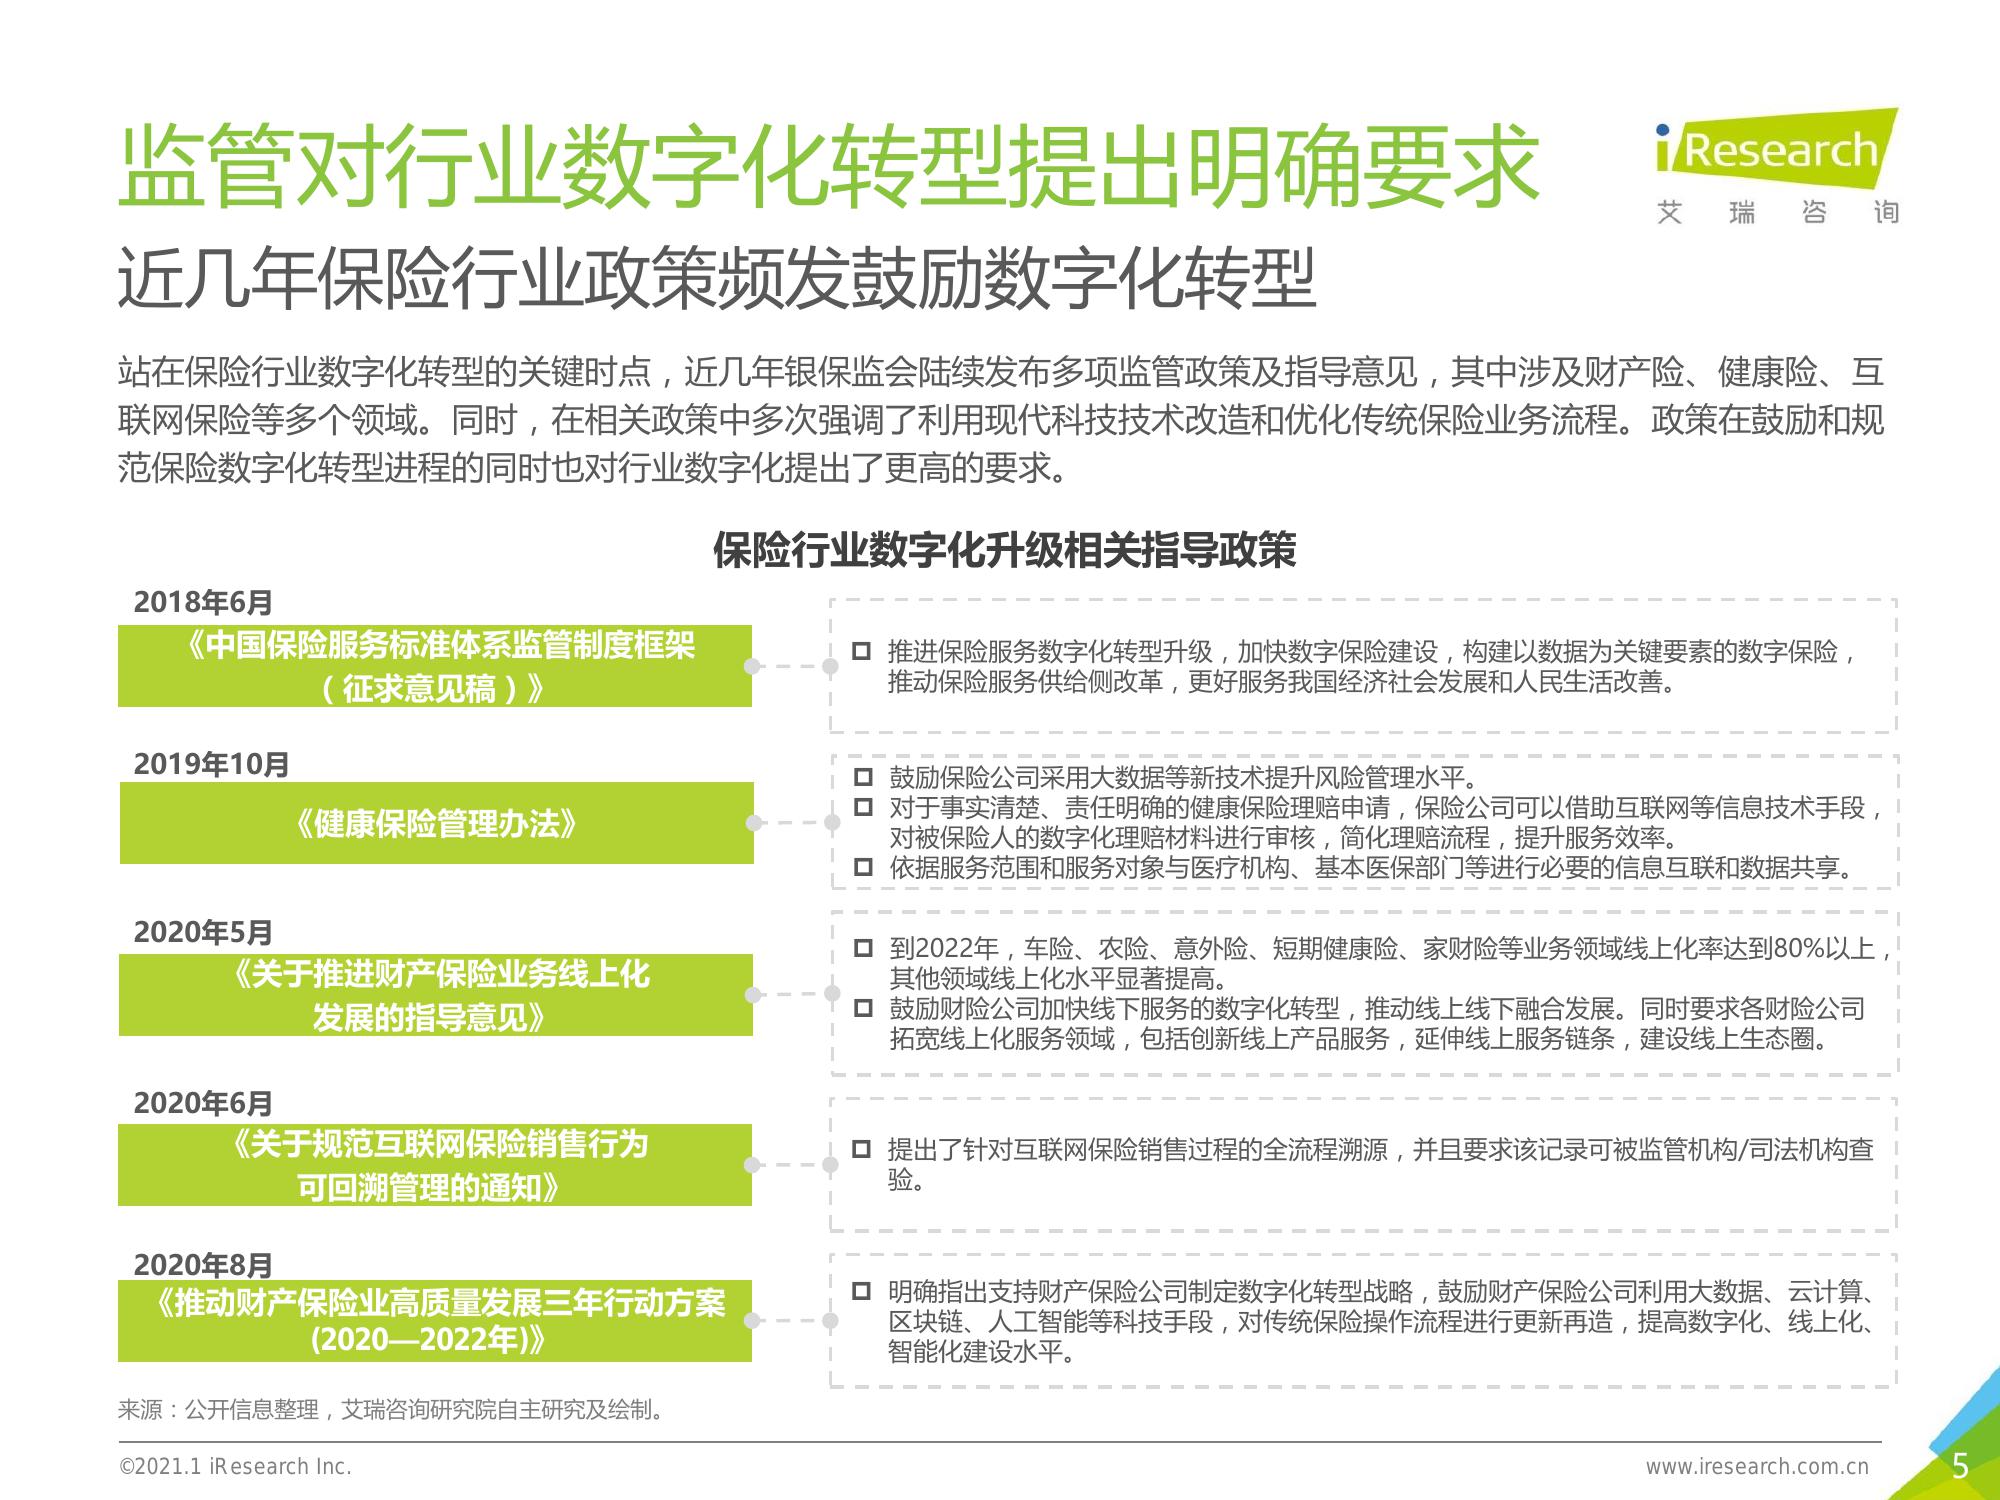 监管对行业数字化转型提出明确要求
iResearch
艾瑞咨询
近几年保险行业政策频发鼓励数字化转型
站在保险行业数字化转型的关键时点，近几年银保监会陆续发布多项监管政策及指导意见，其中涉及财产险、健康险、互
联网保险等多个领域。同时，在相关政策中多次强调了利用现代科技技术改造和优化传统保险业务流程。政策在鼓励和规
范保险数字化转型进程的同时也对行业数字化提出了更高的要求。
保险行业数字化升级相关指导政策
2018年6月
《中国保险服务标准体系监管制度框架
（征求意见稿）》
推进保险服务数字化转型升级，加快数字保险建设，构建以数据为关键要素的数字保险，
推动保险服务供给侧改革，更好服务我国经济社会发展和人民生活改善。
2019年10月
《健康保险管理办法》
鼓励保险公司采用大数据等新技术提升风险管理水平。
对于事实清楚、责任明确的健康保险理赔申请，保险公司可以借助互联网等信息技术手段，
对被保险人的数字化理赔材料进行审核，简化理赔流程，提升服务效率。
依据服务范围和服务对象与医疗机构、基本医保部门等进行必要的信息互联和数据共享。
2020年5月
《关于推进财产保险业务线上化
发展的指导意见》
到2022年，车险、农险、意外险、短期健康险、家财险等业务领域线上化率达到80%以上，
其他领域线上化水平显著提高。
鼓励财险公司加快线下服务的数字化转型，推动线上线下融合发展。同时要求各财险公司
拓宽线上化服务领域，包括创新线上产品服务，延伸线上服务链条，建设线上生态圈。
2020年6月
《关于规范互联网保险销售行为
可回溯管理的通知》
提出了针对互联网保险销售过程的全流程溯源，并且要求该记录可被监管机构/司法机构查
验。
2020年8月
《推动财产保险业高质量发展三年行动方案
(2020—2022年)》
明确指出支持财产保险公司制定数字化转型战略，鼓励财产保险公司利用大数据、云计算、
区块链、人工智能等科技手段，对传统保险操作流程进行更新再造，提高数字化、线上化、
智能化建设水平。
来源：公开信息整理，艾瑞咨询研究院自主研究及绘制。
©2021.1 iResearch Inc.
www.iresearch.com.cn
5